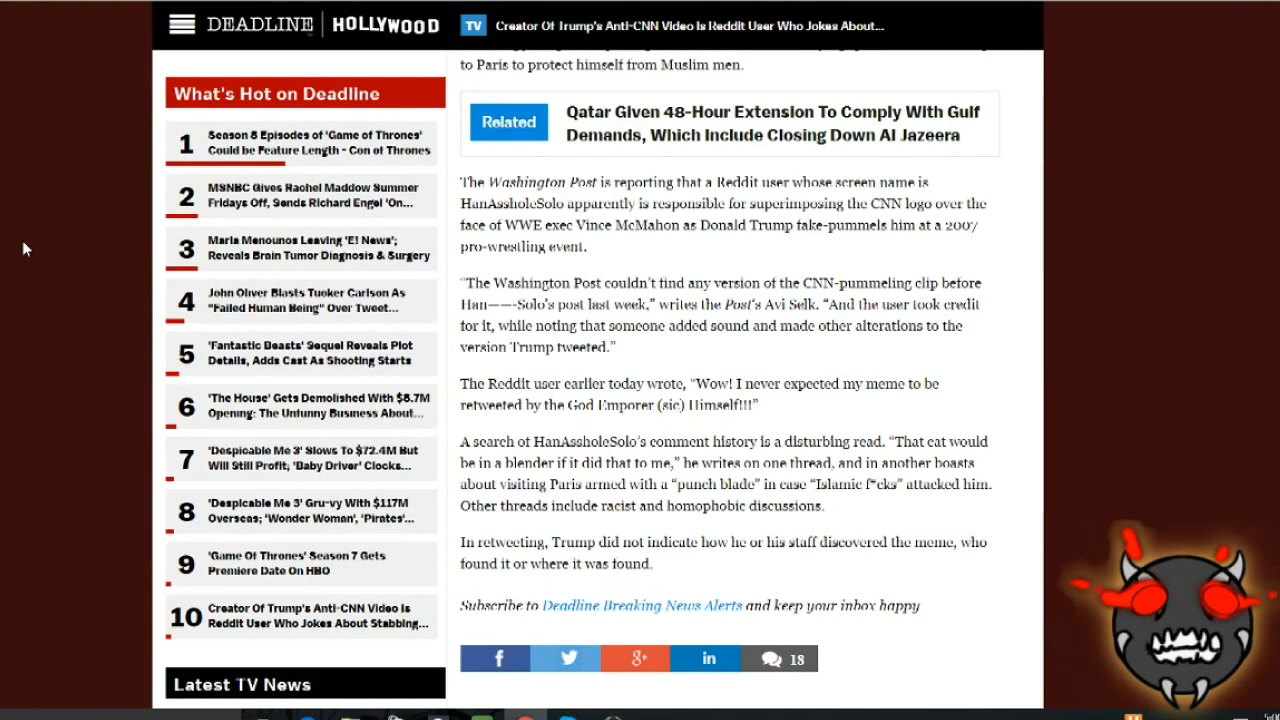 DEADLINE | HOLLYWOOD
TV Creator Of Trump's Anti-CNN Video Is Reddit User Who Jokes About...
What's Hot on Deadline
1 Season 8 Episodes of 'Game of Thrones'
Could be Feature Length - Con of Thrones
2 MSNBC Gives Rachel Maddow Summer
Fridays Off, Sends Richard Engel 'On...
3 Maria Menounos Leaving 'E! News';
Reveals Brain Tumor Diagnosis & Surgery
4 John Oliver Blasts Tucker Carlson As
"Failed Human Being" Over Tweet...
5 'Fantastic Beasts' Sequel Reveals Plot
Details, Adds Cast As Shooting Starts
6 'The House' Gets Demolished With $8.7M
Opening: The Unfunny Business About...
7 'Despicable Me 3' Slows To $72.4M But
Will Still Profit; 'Baby Driver' Clocks...
8 'Despicable Me 3' Gru-vy With $117M
Overseas; 'Wonder Woman', 'Pirates'...
9 'Game Of Thrones' Season 7 Gets
Premiere Date On HBO
10 Creator Of Trump's Anti-CNN Video Is
Reddit User Who Jokes About Stabbing...
Latest TV News
to Paris to protect himself from Muslim men.
Related
Qatar Given 48-Hour Extension To Comply With Gulf
Demands, Which Include Closing Down Al Jazeera
The Washington Post is reporting that a Reddit user whose screen name is
HanAssholeSolo apparently is responsible for superimposing the CNN logo over the
face of WWE exec Vince McMahon as Donald Trump fake-pummels him at a 2007
pro-wrestling event.
“The Washington Post couldn’t find any version of the CNN-pummeling clip before
Han——-Solo’s post last week,” writes the Post‘s Avi Selk. “And the user took credit
for it, while noting that someone added sound and made other alterations to the
version Trump tweeted.”
The Reddit user earlier today wrote, “Wow! I never expected my meme to be
retweeted by the God Emporer (sic) Himself!!!”
A search of HanAssholeSolo’s comment history is a disturbing read. “That cat would
be in a blender if it did that to me,” he writes on one thread, and in another boasts
about visiting Paris armed with a “punch blade” in case “Islamic f*cks” attacked him.
Other threads include racist and homophobic discussions.
In retweeting, Trump did not indicate how he or his staff discovered the meme, who
found it or where it was found.
Subscribe to Deadline Breaking News Alerts and keep your inbox happy
f g+ in 18